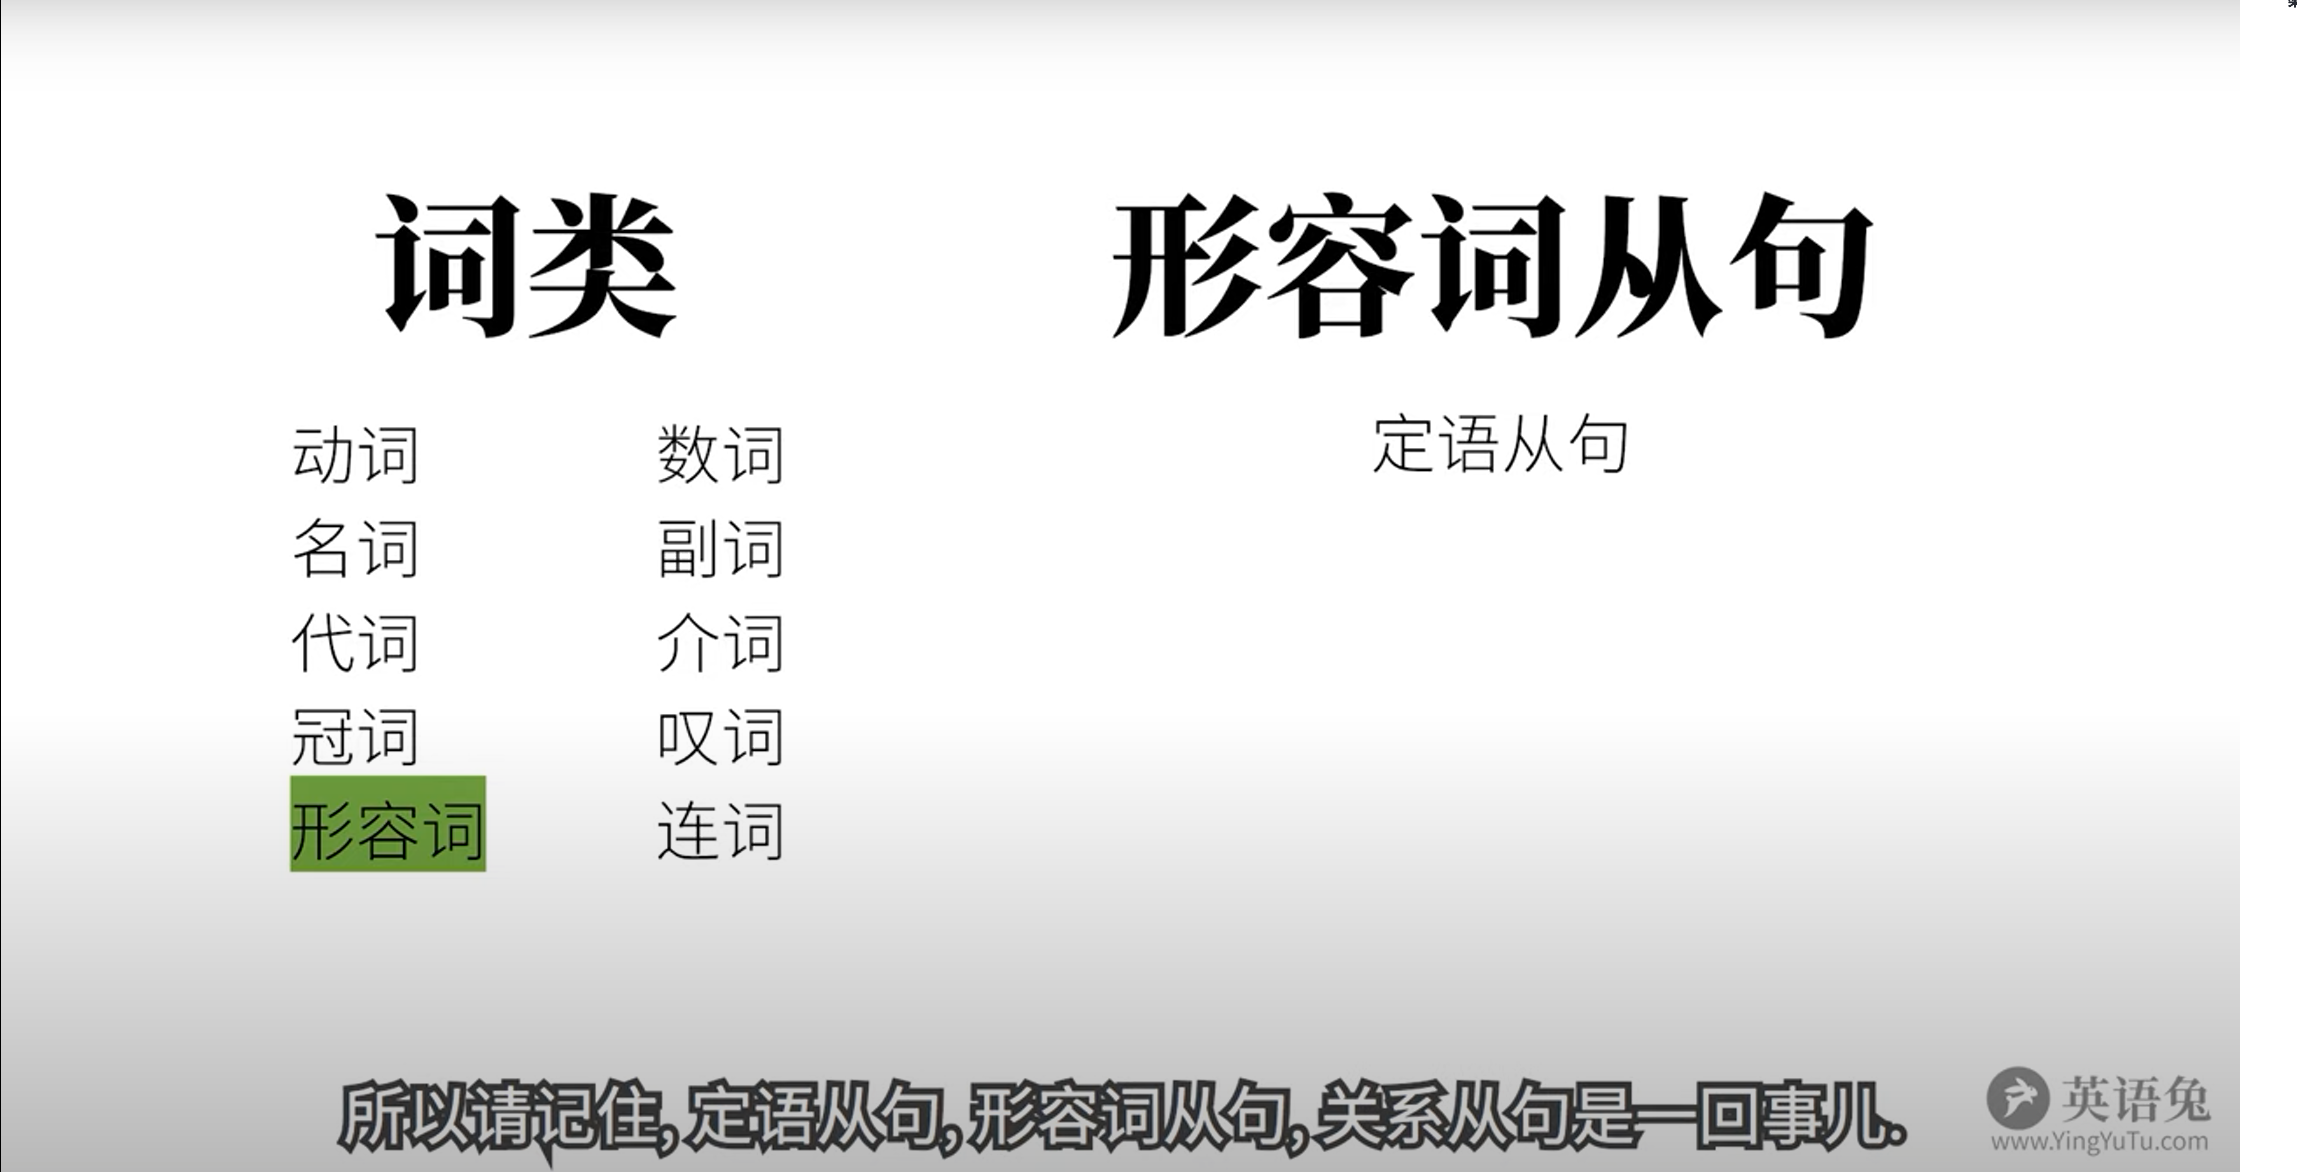 词类
形容词从句
动词
数词
定语从句
名词
副词
代词
介词
冠词
叹词
形容词
连词
所以请记住,定语从句,形容词从句,关系从句是一回事儿。
英语兔
www.YingYuTu.com